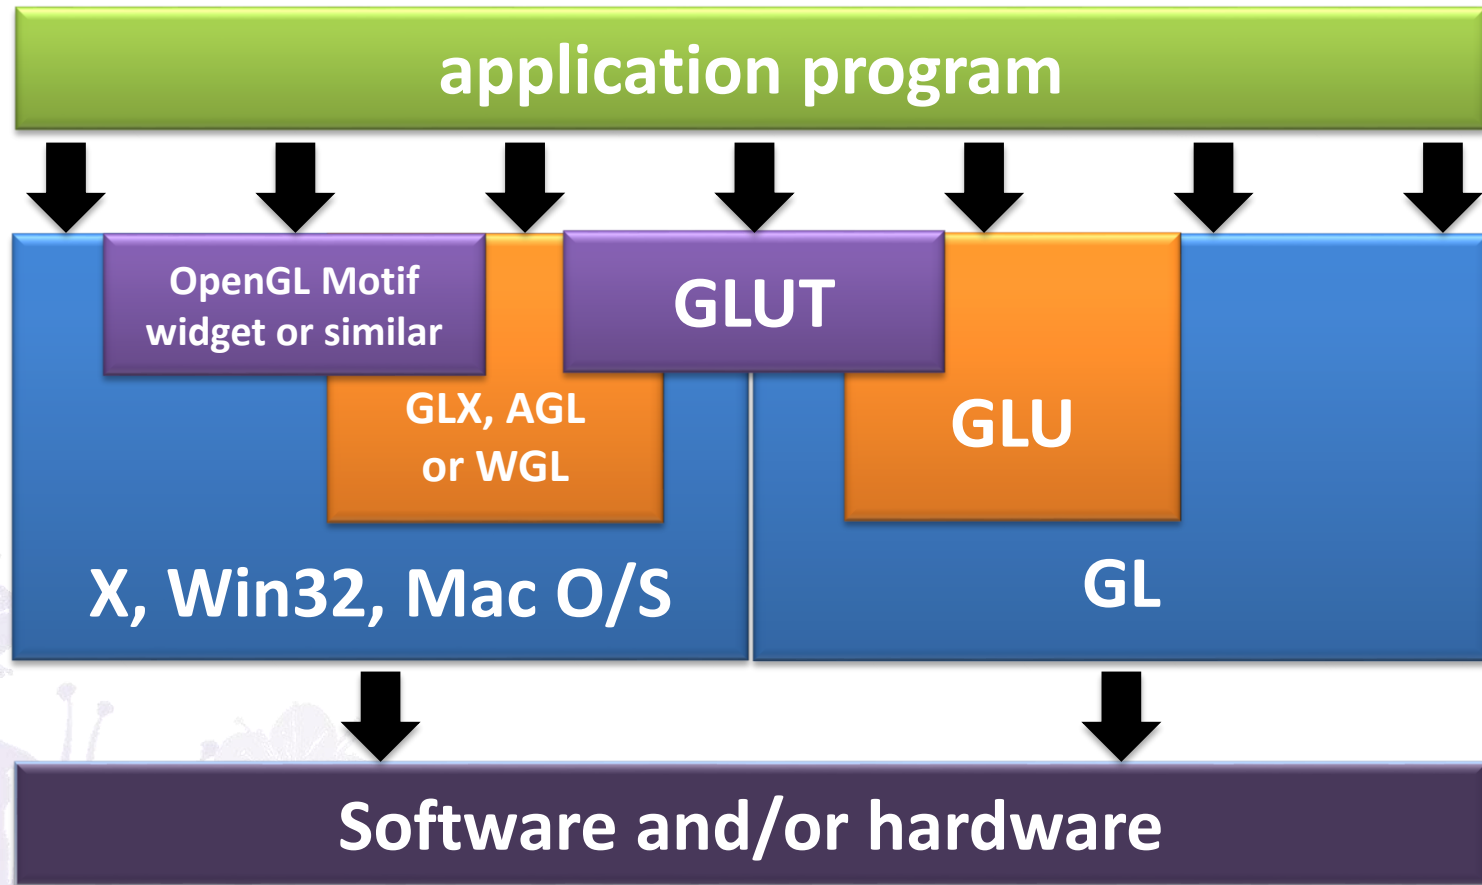 application program
OpenGL Motif
widget or similar
GLUT
GLX, AGL
or WGL
GLU
X, Win32, Mac O/S
GL
Software and/or hardware